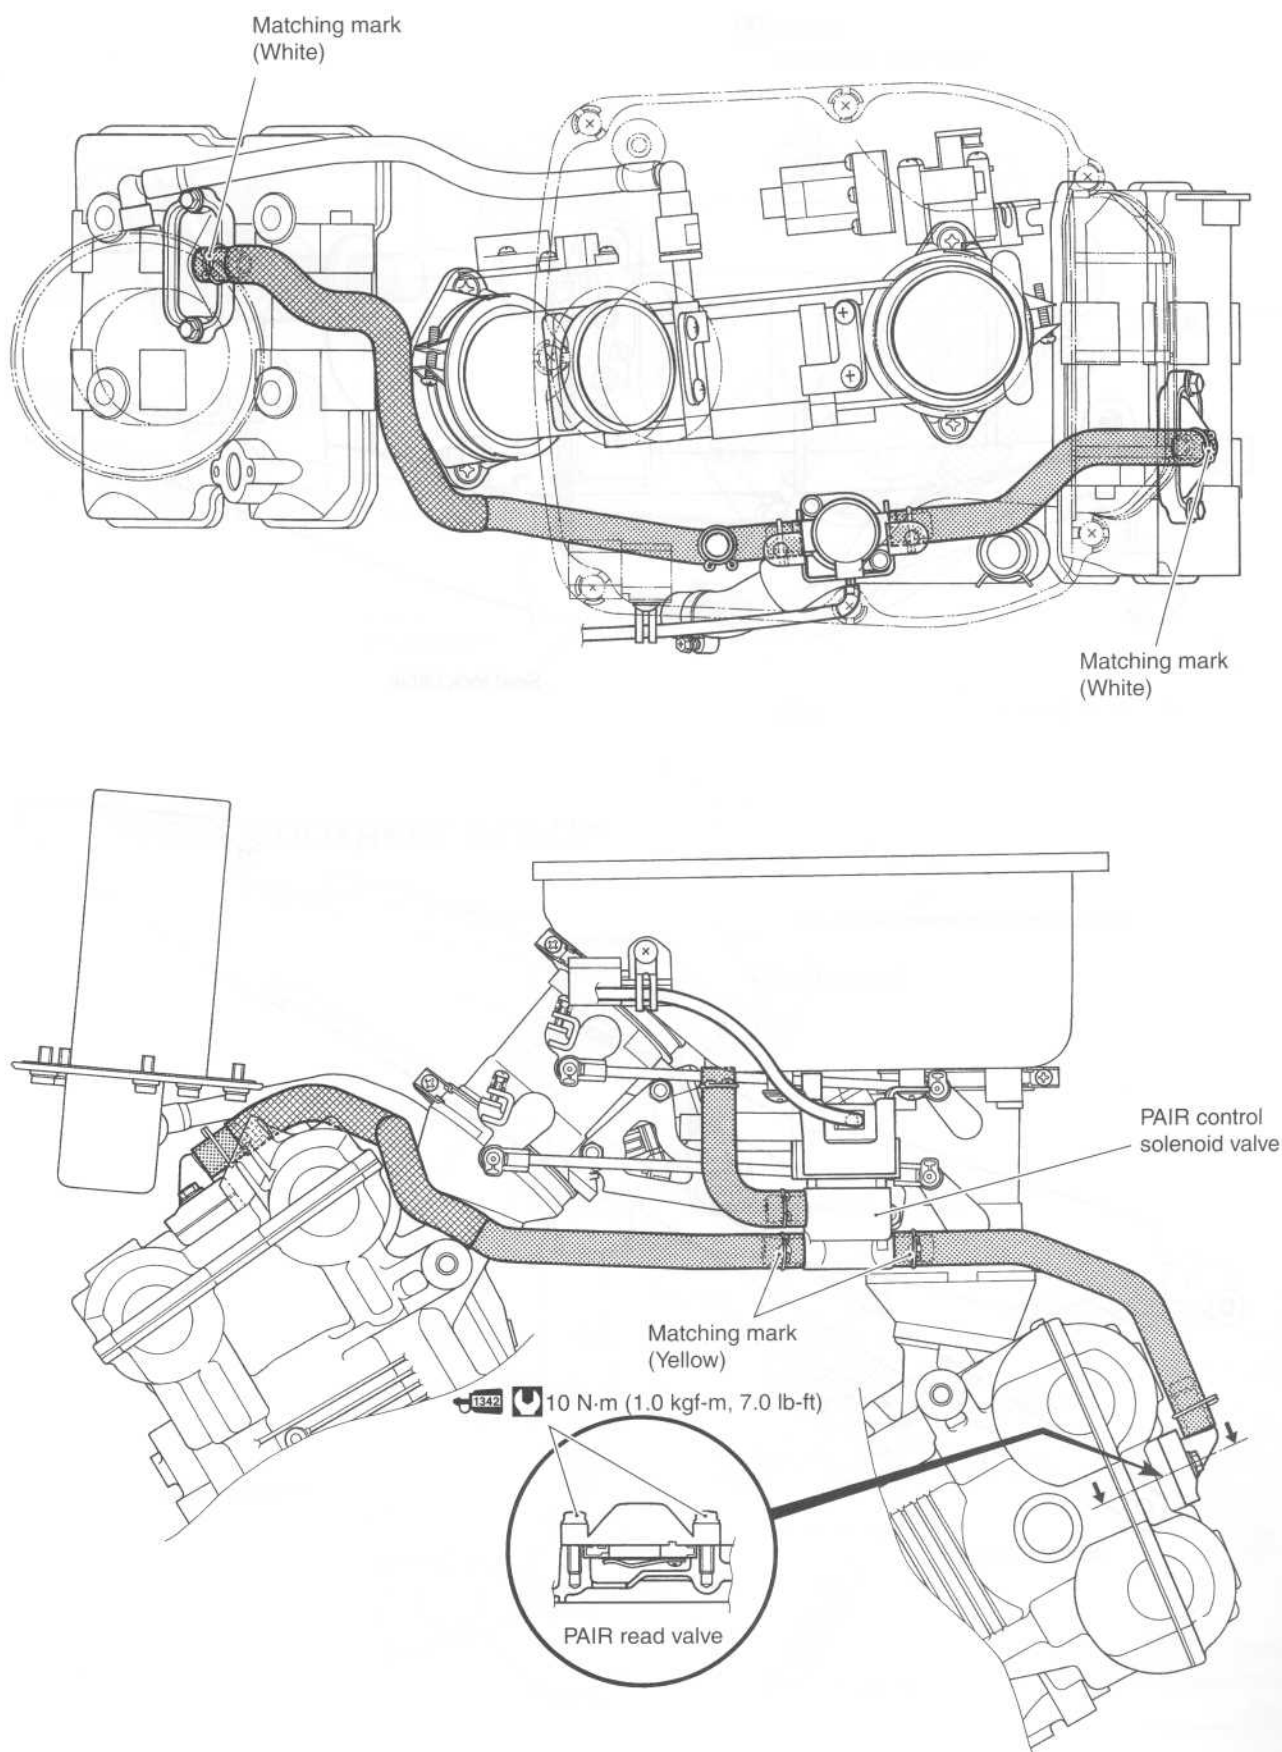 Matching mark
(White)
Matching mark
(White)
PAIR control
solenoid valve
Matching mark
(Yellow)
1342 10 N·m (1.0 kgf-m, 7.0 lb-ft)
PAIR read valve